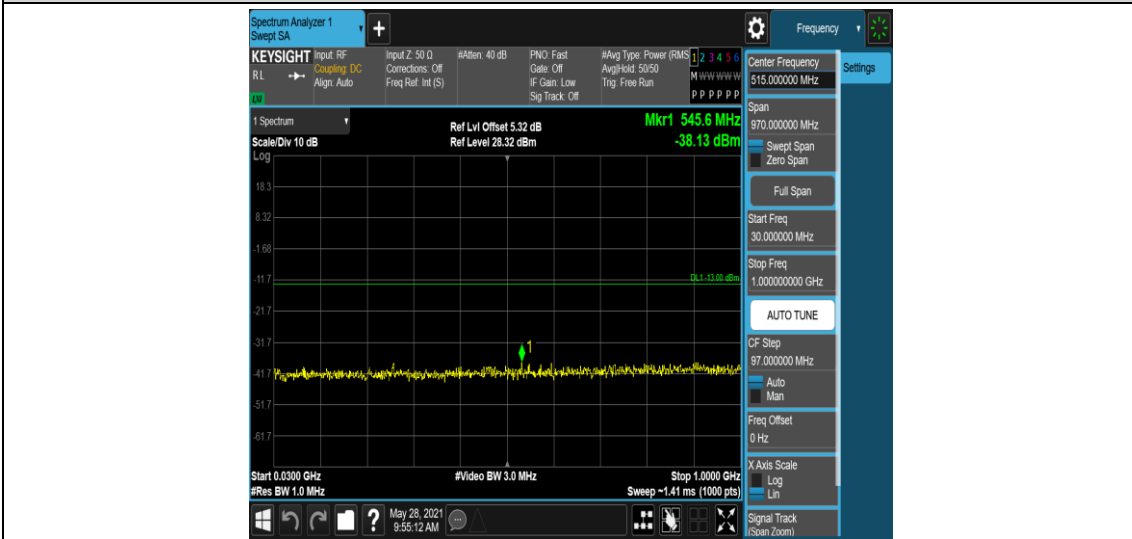 Spectrum Analyzer 1
Swept SA
+
Frequency
KEYSIGHT
RL
LXI
Input: RF
Coupling: DC
Align: Auto
Input Z: 50 Ω
Corrections: Off
Freq Ref: Int (S)
#Atten: 40 dB
PNO: Fast
Gate: Off
IF Gain: Low
Sig Track: Off
#Avg Type: Power (RMS
Avg|Hold: 50/50
Trig: Free Run
1 2 3 4 5 6
M W W W W W
P P P P P P
1 Spectrum
Scale/Div 10 dB
Log
Ref Lvl Offset 5.32 dB
Ref Level 28.32 dBm
Mkr1 545.6 MHz
-38.13 dBm
18.3
8.32
-1.68
-11.7
DL1 -13.00 dBm
-21.7
-31.7
1
-41.7
-51.7
-61.7
Start 0.0300 GHz
#Res BW 1.0 MHz
#Video BW 3.0 MHz
Stop 1.0000 GHz
Sweep ~1.41 ms (1000 pts)
?
May 28, 2021
9:55:12 AM
Center Frequency
515.000000 MHz
Span
970.000000 MHz
Swept Span
Zero Span
Full Span
Start Freq
30.000000 MHz
Stop Freq
1.000000000 GHz
AUTO TUNE
CF Step
97.000000 MHz
Auto
Man
Freq Offset
0 Hz
X Axis Scale
Log
Lin
Signal Track
(Span Zoom)
Settings